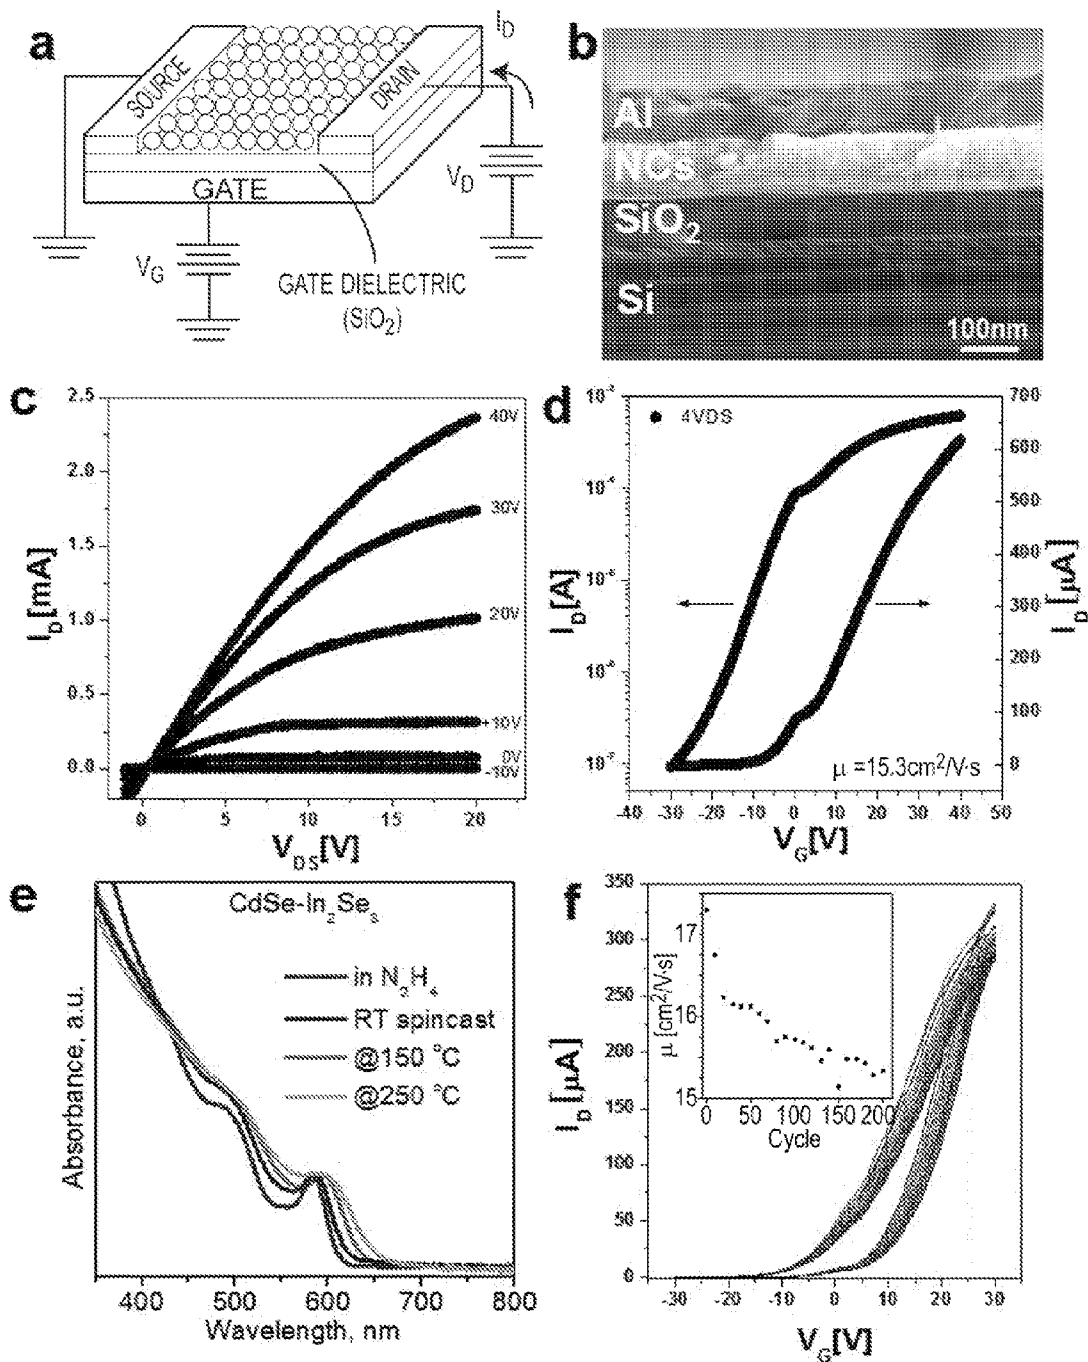 a
SOURCE
DRAIN
I_D
GATE
V_D
V_G
GATE DIELECTRIC
(SiO₂)
b
Al
NCs
SiO₂
Si
100nm
c
2.5
2.0
1.5
1.0
0.5
0.0
I_D[mA]
40V
30V
20V
+10V
0V
-10V
0 5 10 15 20
V_DS[V]
d
4VDS
I_D[A]
700
600
500
400
300
200
100
0
I_D[µA]
µ =15.3cm²/V·s
-40 -30 -20 -10 0 10 20 30 40 50
V_G[V]
e
CdSe-In₂Se₃
in N₂H₄
RT spincast
@150 °C
@250 °C
Absorbance, a.u.
400 500 600 700 800
Wavelength, nm
f
350
300
250
200
150
100
50
0
I_D[µA]
17
16
15
µ [cm²/V·s]
0 50 100 150 200
Cycle
-30 -20 -10 0 10 20 30
V_G[V]